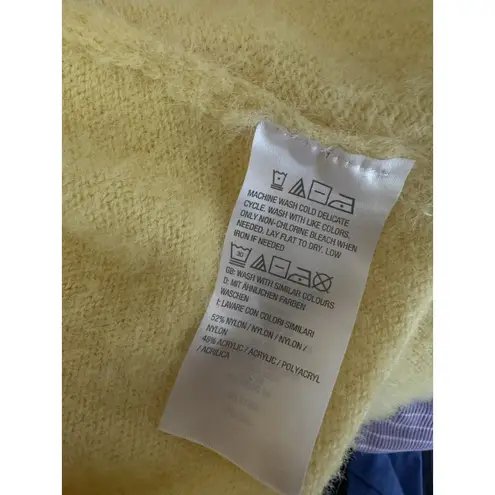 MACHINE WASH COLD DELICATE
CYCLE. WASH WITH LIKE COLORS,
ONLY NON-CHLORINE BLEACH WHEN
NEEDED. LAY FLAT TO DRY. LOW
IRON IF NEEDED
30
GB: WASH WITH SIMILAR COLOURS
D: MIT ÄHNLICHEN FARBEN
WASCHEN
I: LAVARE CON COLORI SIMILARI
52% NYLON / NYLON / NYLON /
NYLON
48% ACRYLIC / ACRYLIC / POLYACRYL
/ ACRILICA